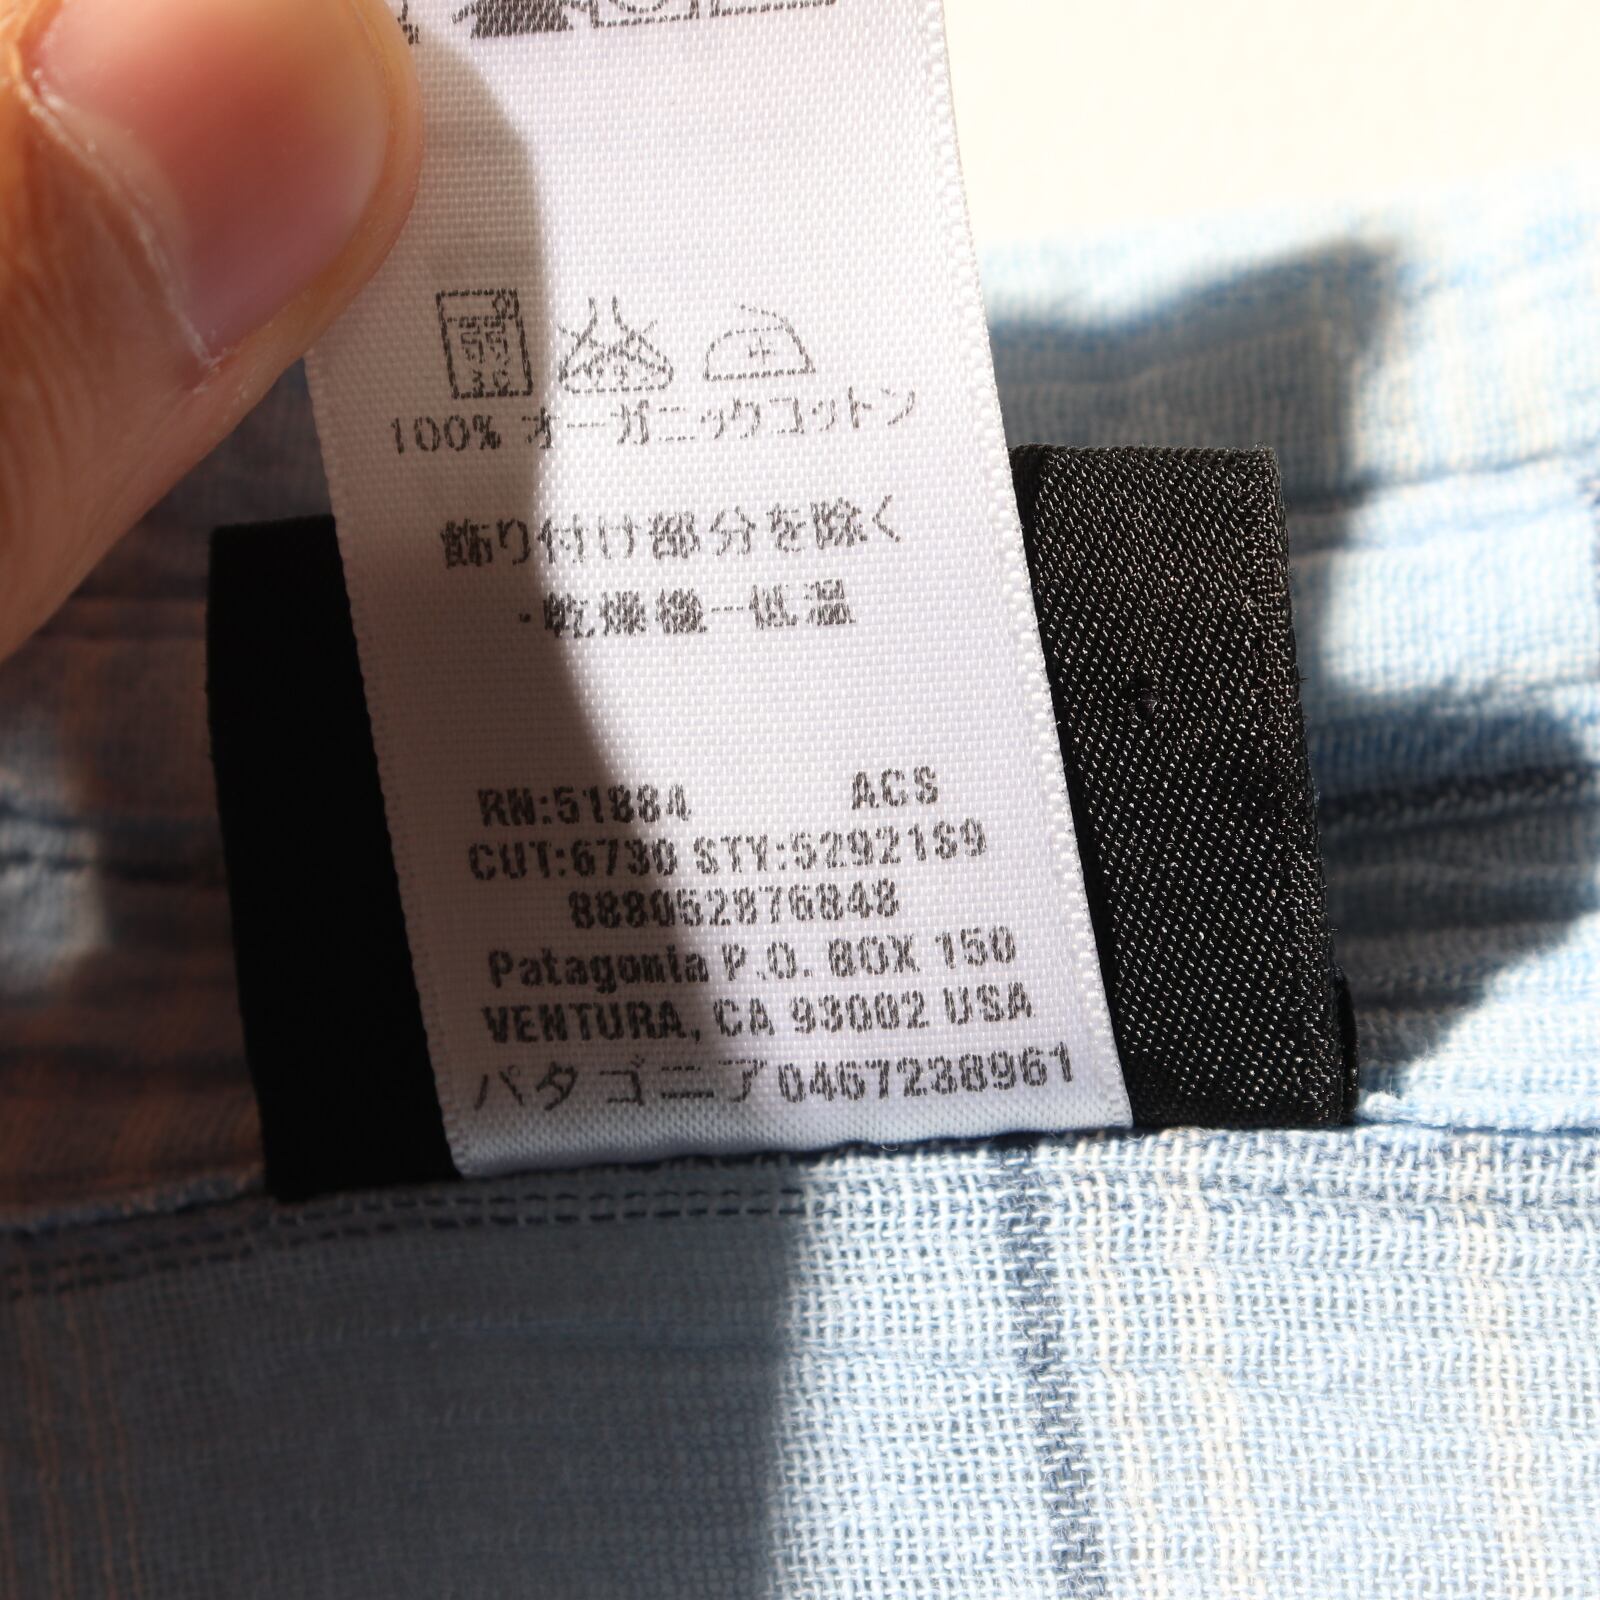 100% オーガニックコットン
飾り付け部分を除く
・乾燥機-低温
RN:51884 ACS
CUT:6730 STY:52921S9
888052876848
Patagonia P.O. BOX 150
VENTURA, CA 93002 USA
パタゴニア0467238961